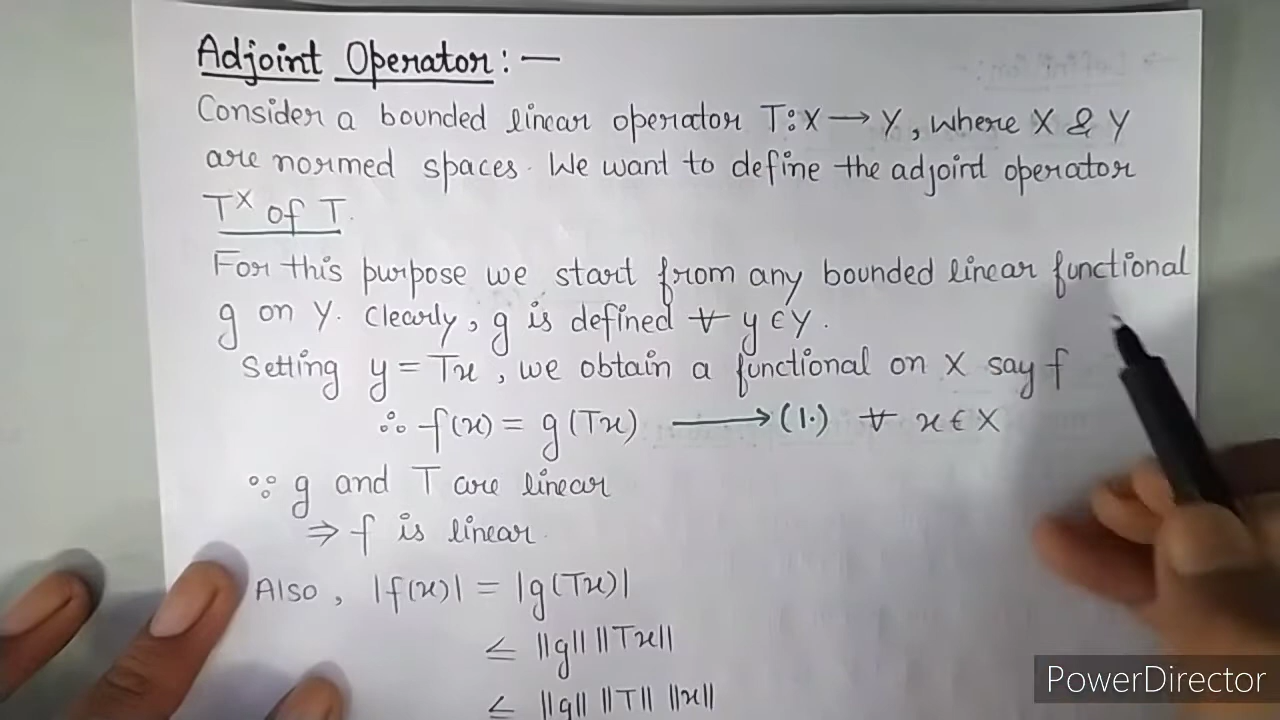 Adjoint Operator : —
Consider a bounded linear operator T: X → Y, where X & Y
are normed spaces. We want to define the adjoint operator
T^× of T.
For this purpose we start from any bounded linear functional
g on Y. Clearly, g is defined ∀ y ∈ Y.
Setting y = Tx, we obtain a functional on X say f
∴ f(x) = g(Tx) ⟶ (1.) ∀ x ∈ X
∵ g and T are linear
⇒ f is linear.
Also, |f(x)| = |g(Tx)|
≤ ||g|| ||Tx||
≤ ||g|| ||T|| ||x||
PowerDirector